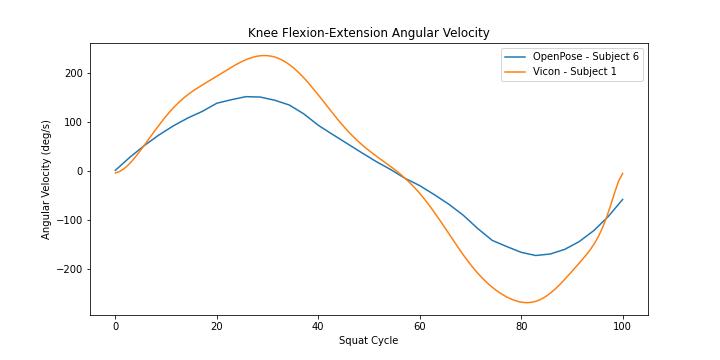 Knee Flexion-Extension Angular Velocity
OpenPose - Subject 6
Vicon - Subject 1
Angular Velocity (deg/s)
200
100
0
−100
−200
0 20 40 60 80 100
Squat Cycle